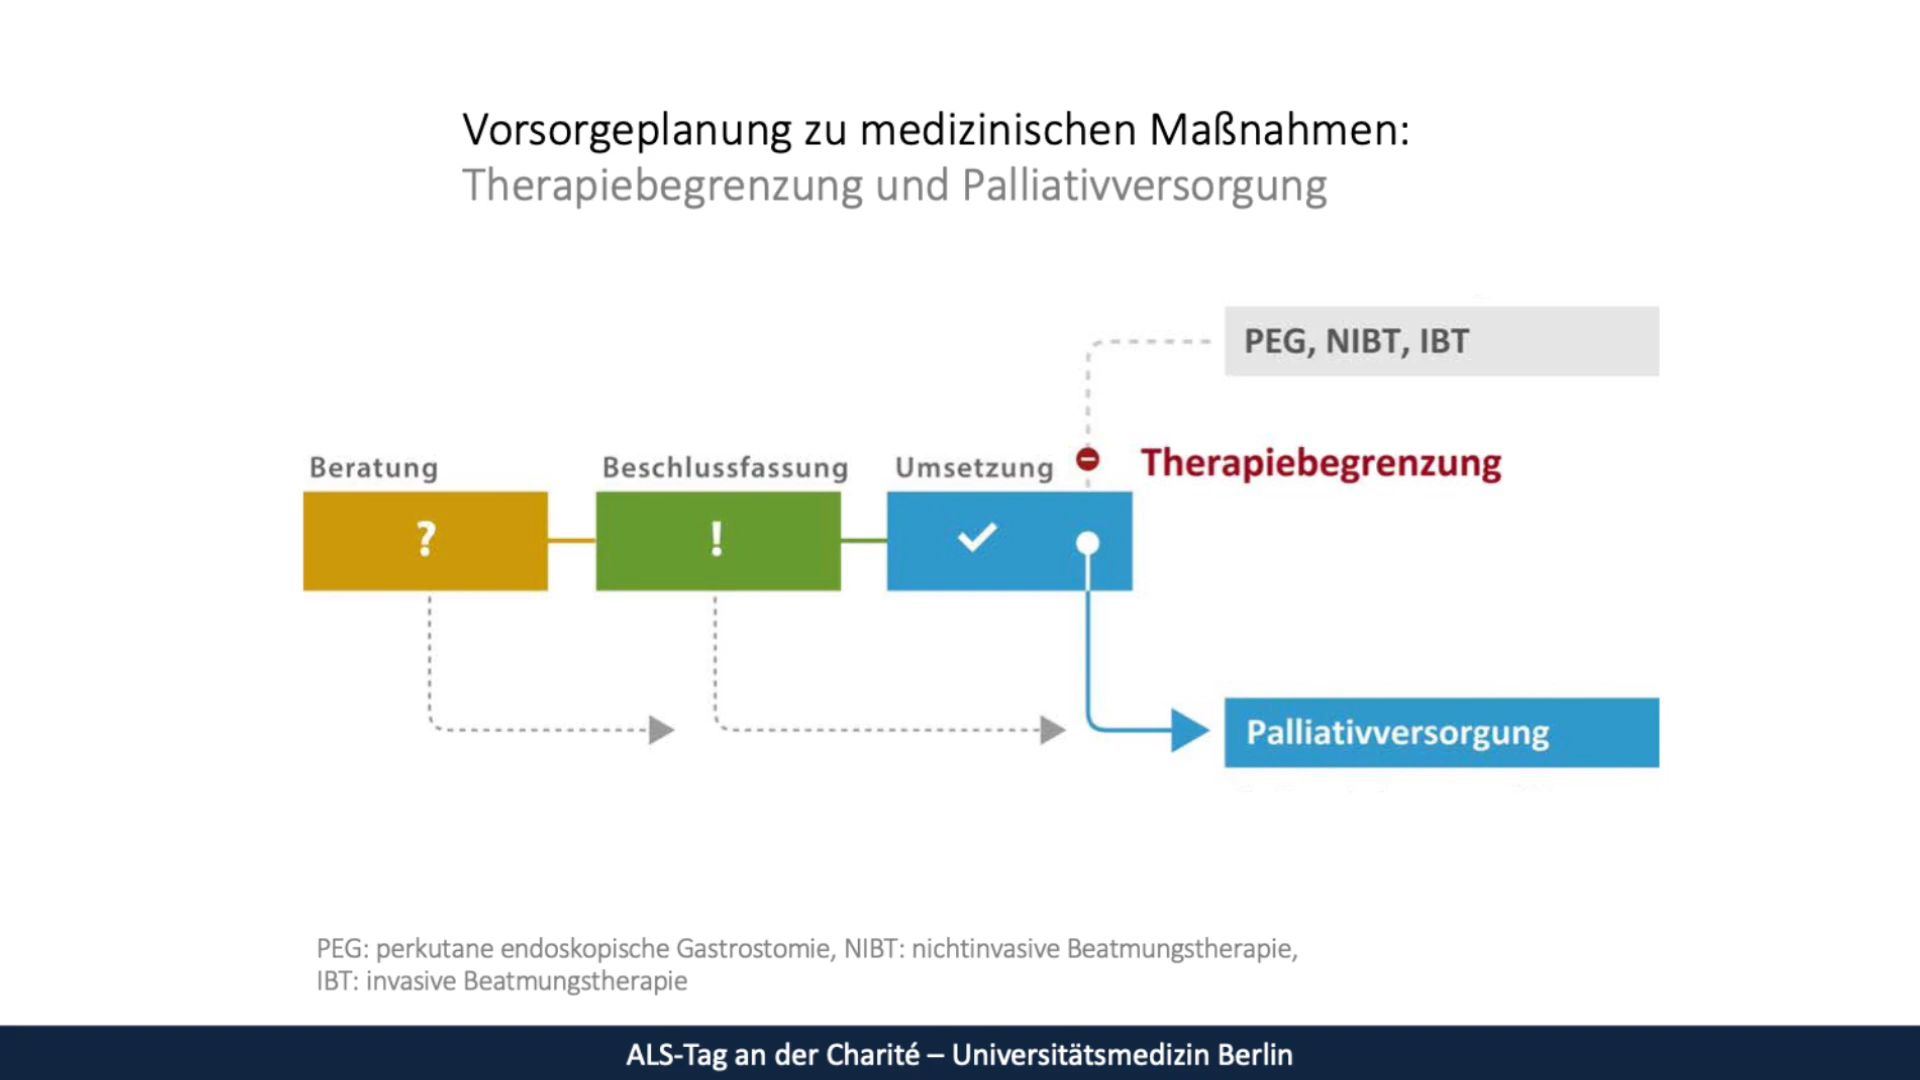 Vorsorgeplanung zu medizinischen Maßnahmen:
Therapiebegrenzung und Palliativversorgung
PEG, NIBT, IBT
Therapiebegrenzung
Beratung
Beschlussfassung
Umsetzung
?
!
Palliativversorgung
PEG: perkutane endoskopische Gastrostomie, NIBT: nichtinvasive Beatmungstherapie,
IBT: invasive Beatmungstherapie
ALS-Tag an der Charité – Universitätsmedizin Berlin